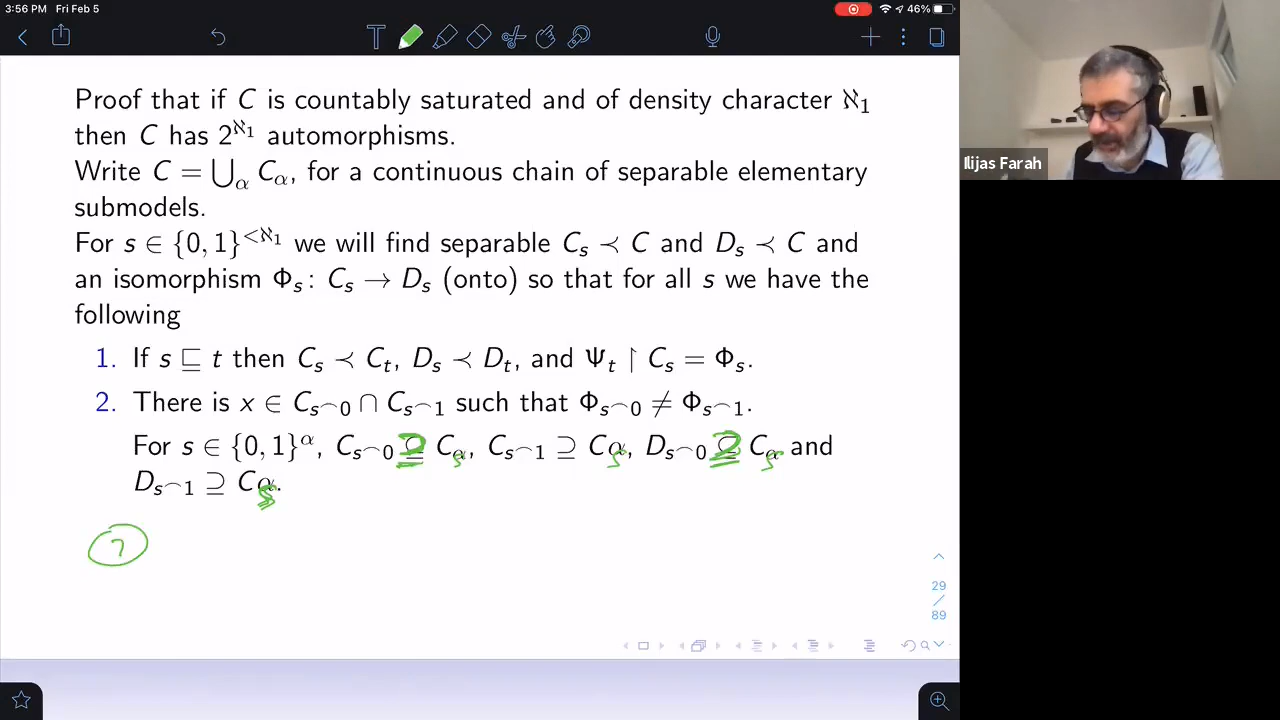 3:56 PM Fri Feb 5
46%
Proof that if C is countably saturated and of density character ℵ₁
then C has 2^ℵ₁ automorphisms.
Write C = ⋃_α C_α, for a continuous chain of separable elementary
submodels.
For s ∈ {0, 1}^{<ℵ₁} we will find separable C_s ≺ C and D_s ≺ C and
an isomorphism Φ_s : C_s → D_s (onto) so that for all s we have the
following
1. If s ⊑ t then C_s ≺ C_t, D_s ≺ D_t, and Ψ_t ↾ C_s = Φ_s.
2. There is x ∈ C_{s⌢0} ∩ C_{s⌢1} such that Φ_{s⌢0} ≠ Φ_{s⌢1}.
For s ∈ {0, 1}^α, C_{s⌢0} ⊇ C_s, C_{s⌢1} ⊇ C_s, D_{s⌢0} ⊇ C_s and
D_{s⌢1} ⊇ C_s.
29
/
89
Ilijas Farah